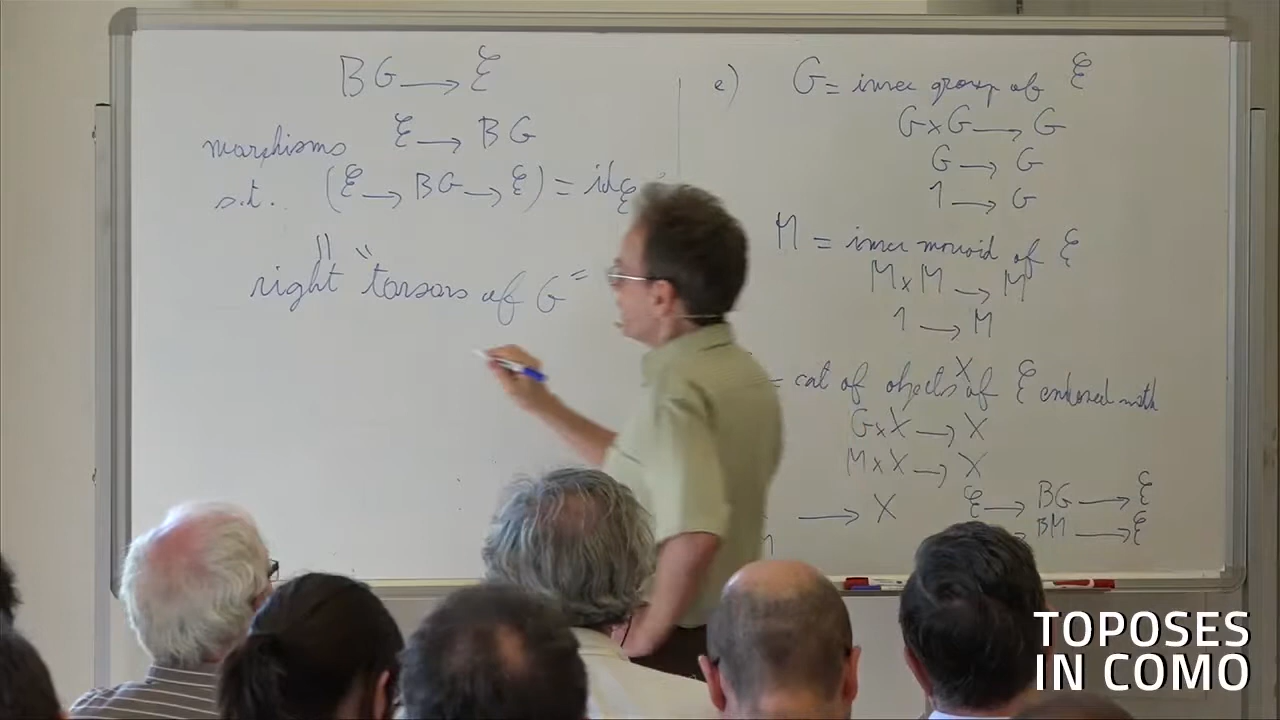 BG → ℰ
morphisms ℰ → BG
s.t. (ℰ → BG → ℰ) = id_ℰ
||
right "torsors of G"
e) G = inner group of ℰ
G×G → G
G → G
1 → G
M = inner monoid of ℰ
M×M → M
1 → M
= cat of objects X of ℰ endowed with
G×X → X
M×X → X
→ X ℰ → BG → ℰ
→ BM → ℰ
TOPOSES
IN COMO